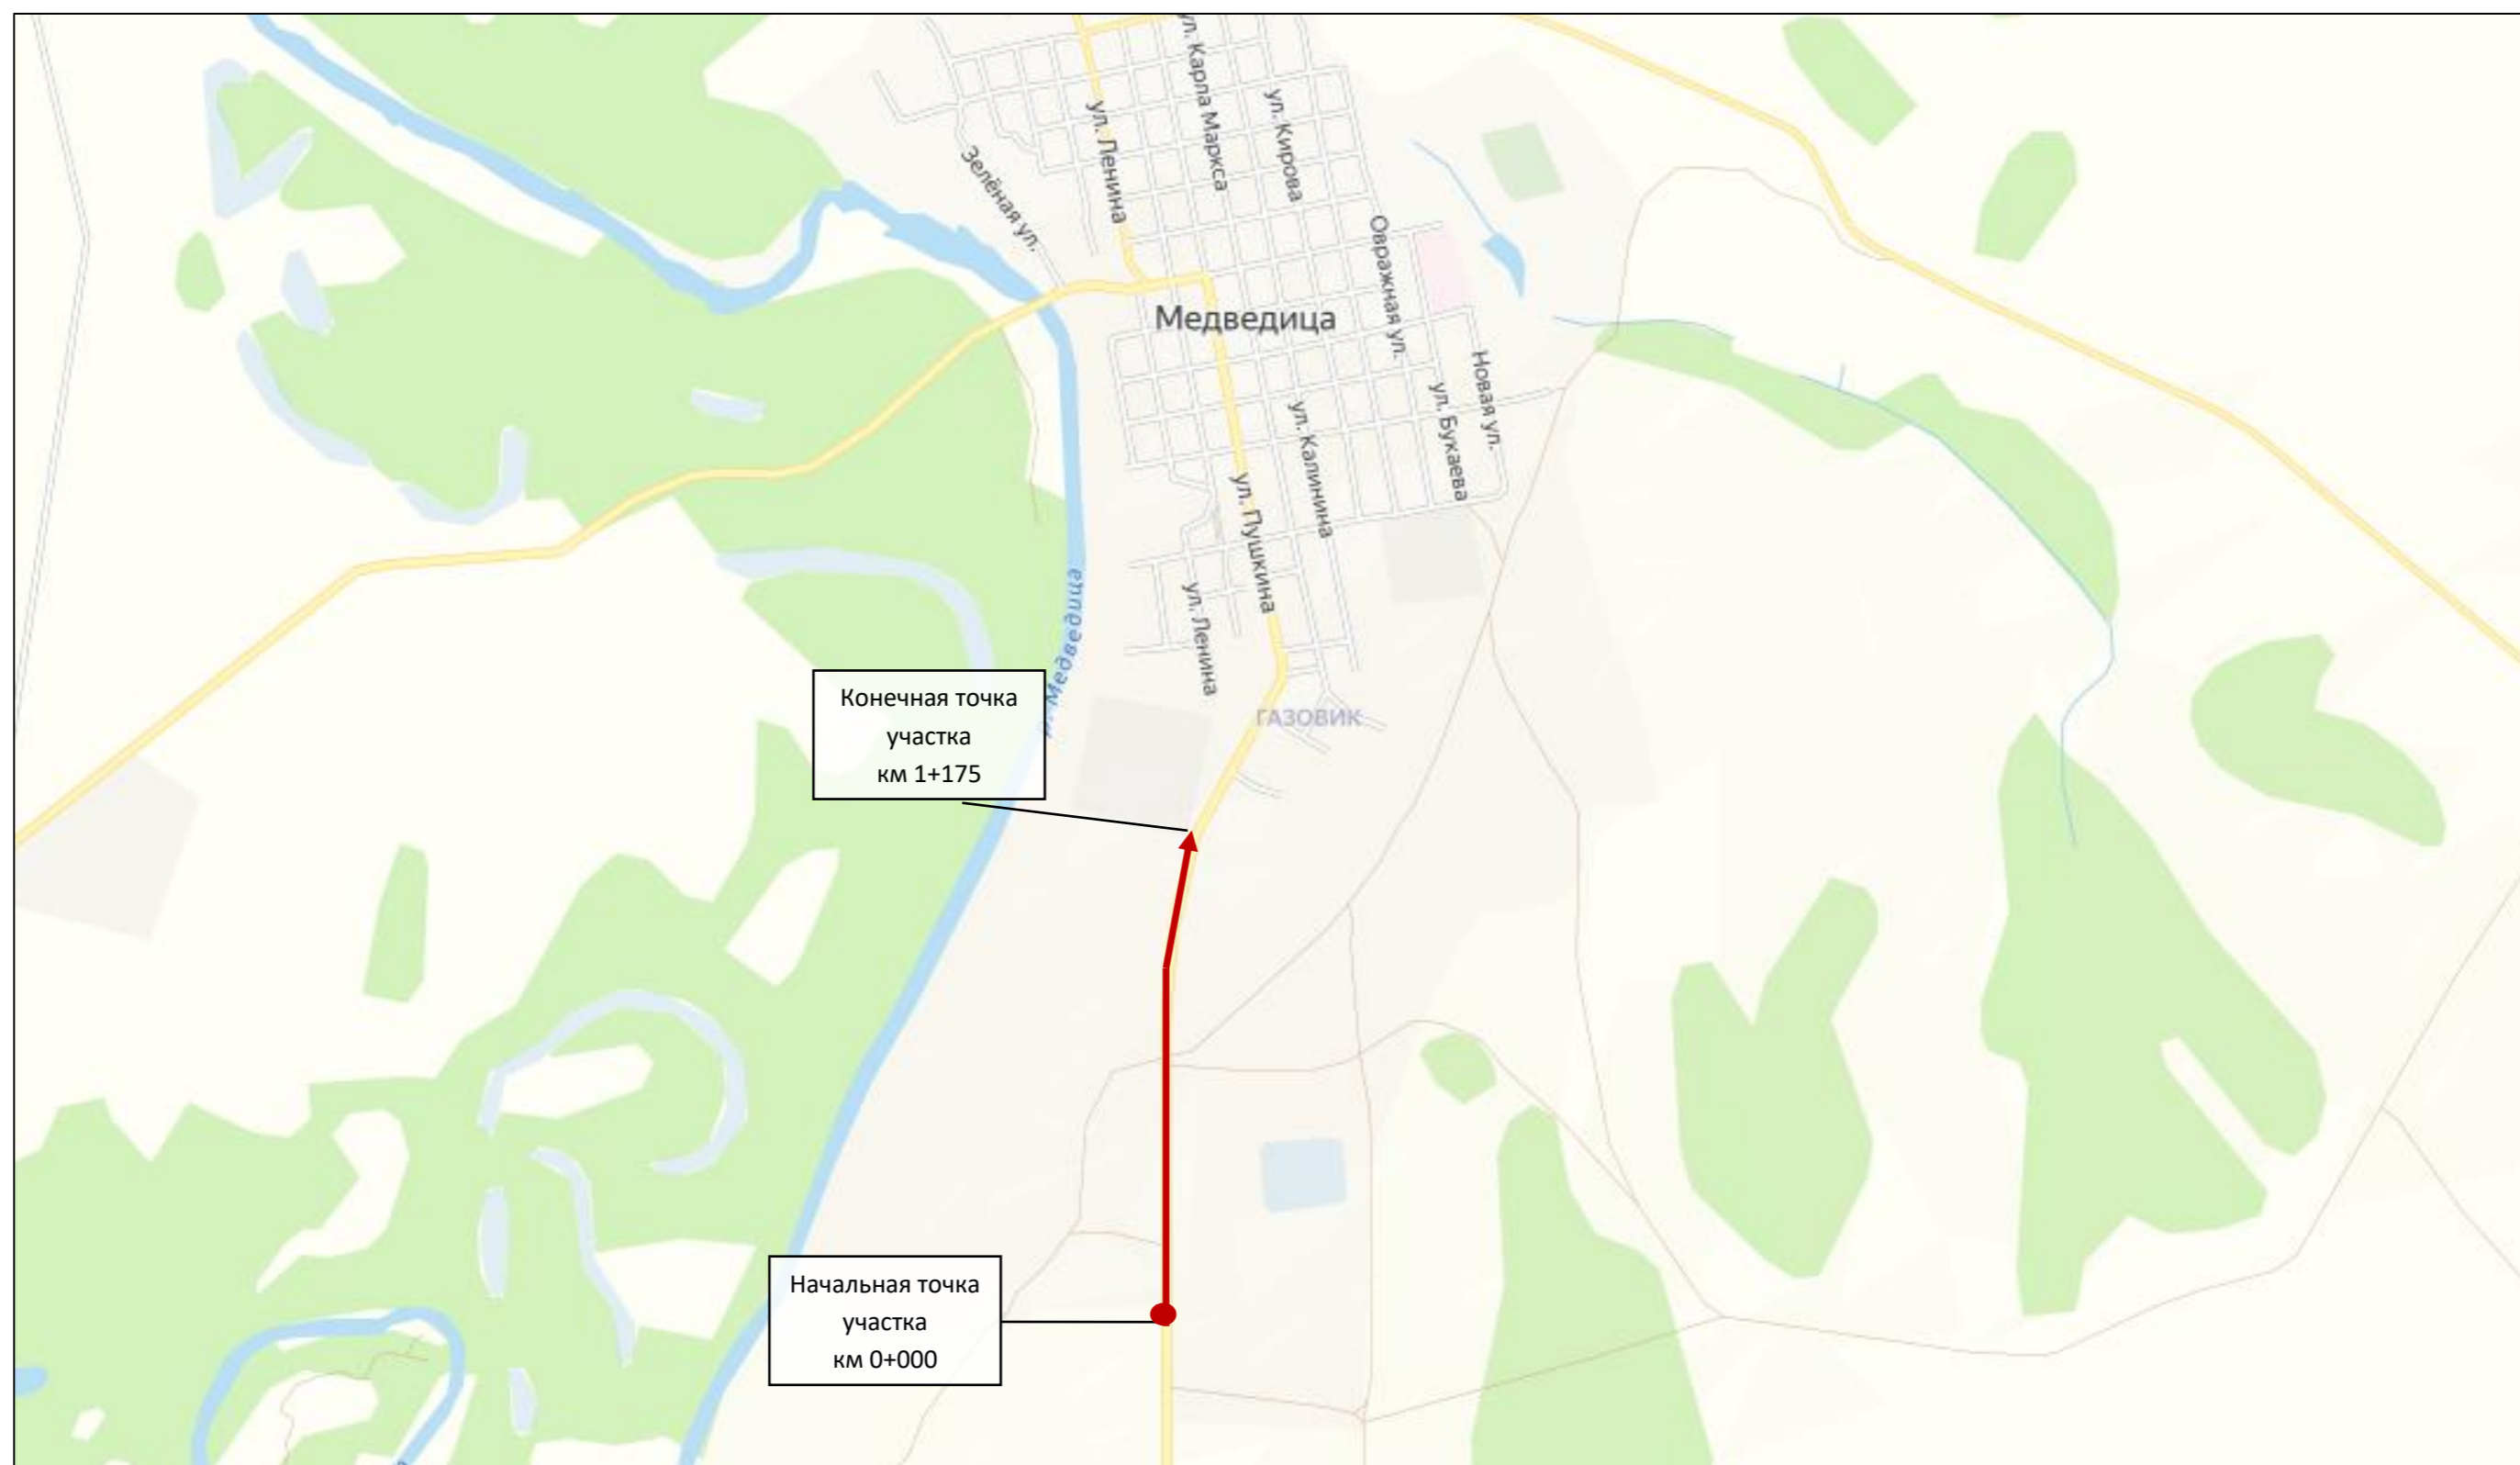 ул. Карла Маркса
ул. Кирова
ул. Ленина
Зелёная ул.
Овражная ул.
Медведица
Новая ул.
ул. Букаева
ул. Калинина
ул. Пушкина
р. Медведица
ул. Ленина
Конечная точка
участка
км 1+175
ГАЗОВИК
Начальная точка
участка
км 0+000